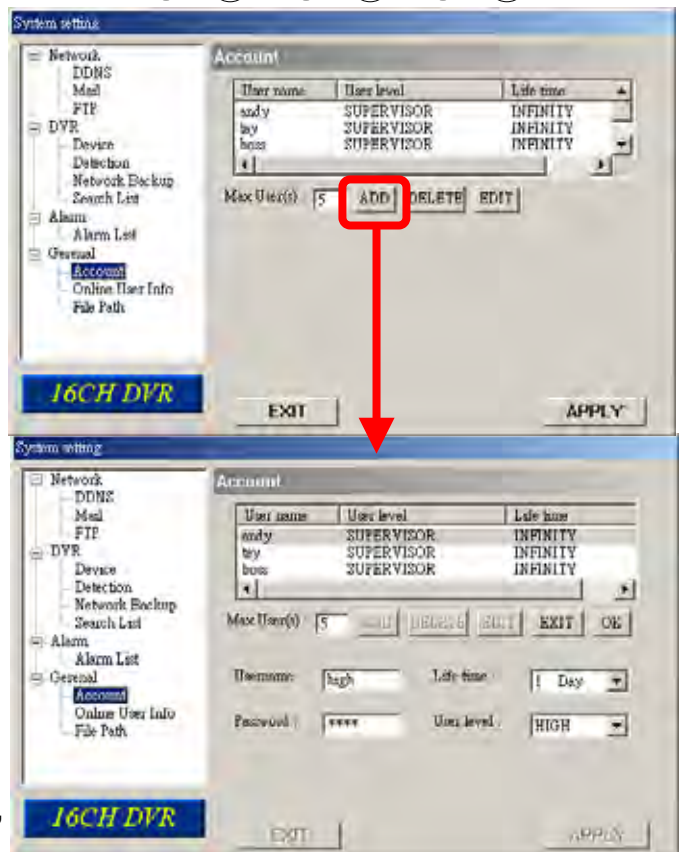 System setting
Network
DDNS
Mail
FTP
DVR
Device
Detection
Network Backup
Search List
Alarm
Alarm List
General
Account
Online User Info
File Path
16CH DVR
Account
User name User level Life time
andy SUPERVISOR INFINITY
tsy SUPERVISOR INFINITY
boss SUPERVISOR INFINITY
Max User(s) : 5 ADD DELETE EDIT
EXIT APPLY
System setting
Network
DDNS
Mail
FTP
DVR
Device
Detection
Network Backup
Search List
Alarm
Alarm List
General
Account
Online User Info
File Path
16CH DVR
Account
User name User level Life time
andy SUPERVISOR INFINITY
tsy SUPERVISOR INFINITY
boss SUPERVISOR INFINITY
Max User(s) 5 ADD DELETE EDIT EXIT OK
Username: high Life time : 1 Day
Password : **** User level : HIGH
EXIT APPLY